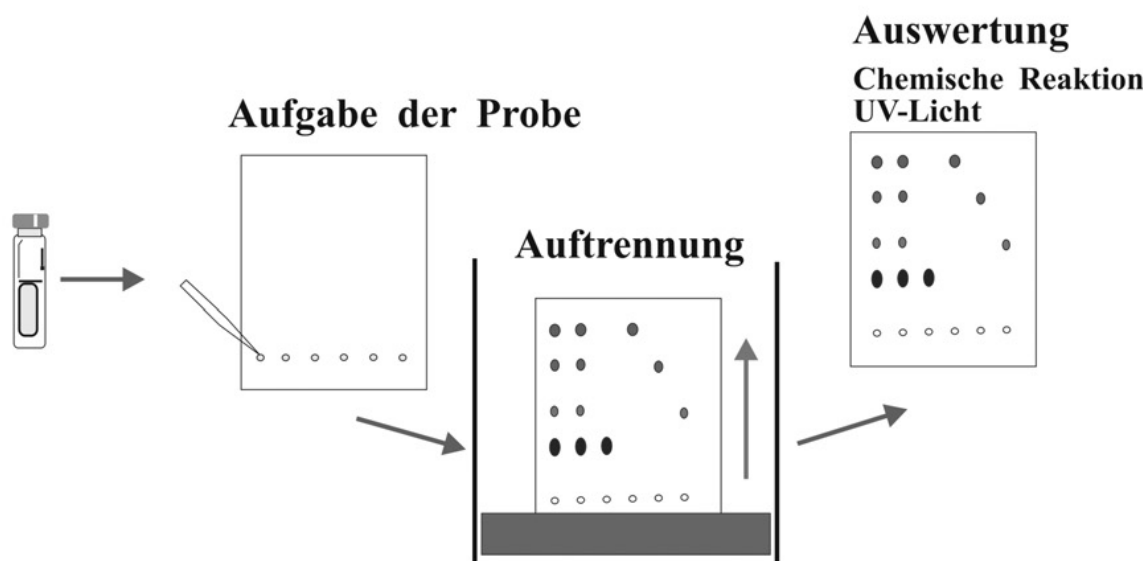 Aufgabe der Probe
Auftrennung
Auswertung
Chemische Reaktion
UV-Licht